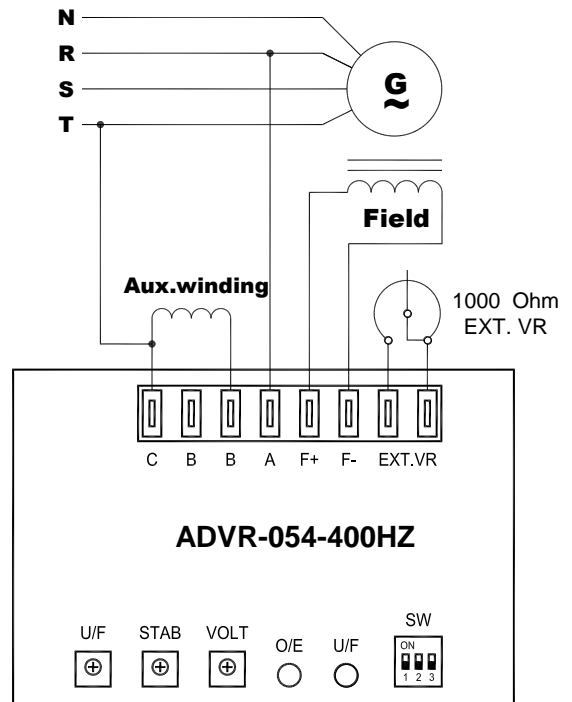 N
R
S
T
G
~
Field
Aux.winding
1000 Ohm
EXT. VR
C B B A F+ F- EXT.VR
ADVR-054-400HZ
U/F STAB VOLT O/E U/F SW
ON
1 2 3